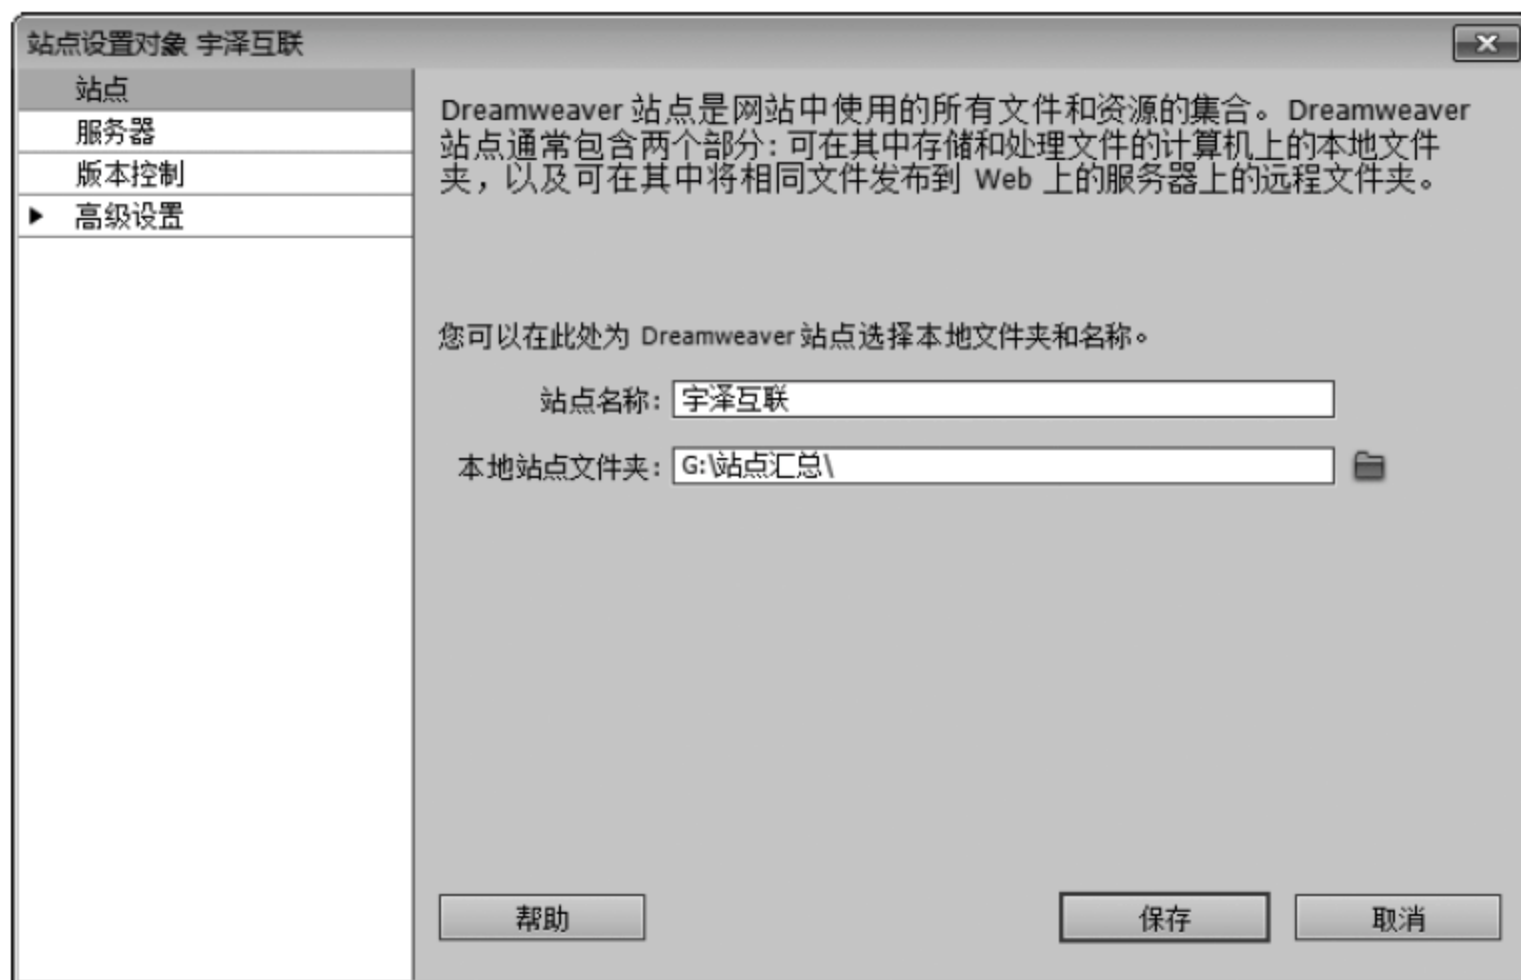 站点设置对象 宇泽互联
站点
服务器
版本控制
高级设置
Dreamweaver 站点是网站中使用的所有文件和资源的集合。Dreamweaver
站点通常包含两个部分:可在其中存储和处理文件的计算机上的本地文件
夹，以及可在其中将相同文件发布到 Web 上的服务器上的远程文件夹。
您可以在此处为 Dreamweaver 站点选择本地文件夹和名称。
站点名称: 宇泽互联
本地站点文件夹: G:\站点汇总\
帮助 保存 取消